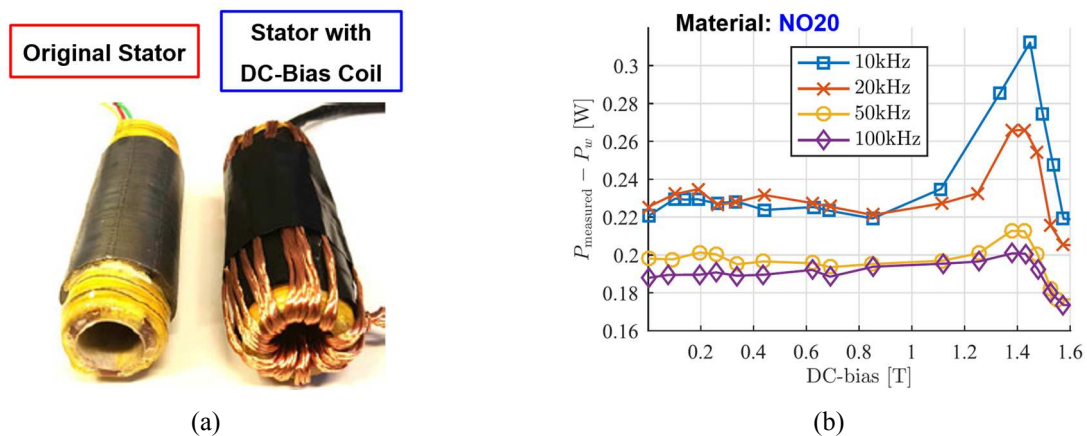 Original Stator
Stator with
DC-Bias Coil
Material: NO20
10kHz
20kHz
50kHz
100kHz
P_measured − P_w [W]
0.3
0.28
0.26
0.24
0.22
0.2
0.18
0.16
0.2 0.4 0.6 0.8 1 1.2 1.4 1.6
DC-bias [T]
(a)
(b)